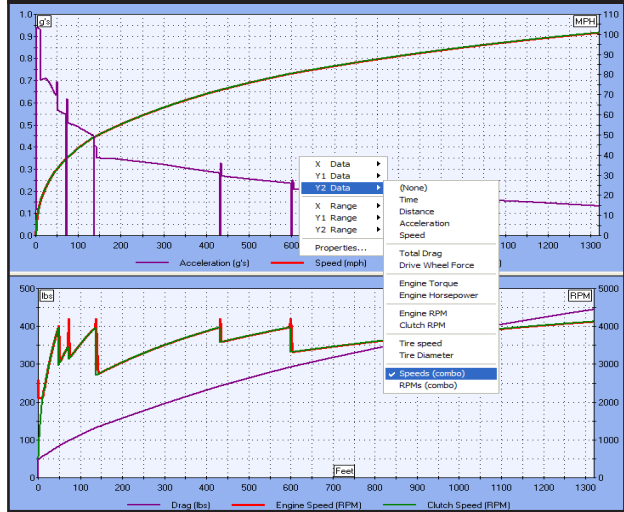 1.0 g's MPH 110
0.9 100
0.8 90
0.7 80
0.6 70
0.5 60
0.4 50
0.3 40
0.2 30
0.1 20
0.0 10
0
0 100 200 300 400 500 600 1100 1200 1300
Acceleration (g's) Speed (mph)
X Data
Y1 Data
Y2 Data
X Range
Y1 Range
Y2 Range
Properties...
(None)
Time
Distance
Acceleration
Speed
Total Drag
Drive Wheel Force
Engine Torque
Engine Horsepower
Engine RPM
Clutch RPM
Tire speed
Tire Diameter
Speeds (combo)
RPMs (combo)
500 lbs RPM 5000
400 4000
300 3000
200 2000
100 1000
0 0
Feet
0 100 200 300 400 500 600 700 800 900 1000 1100 1200 1300
Drag (lbs) Engine Speed (RPM) Clutch Speed (RPM)